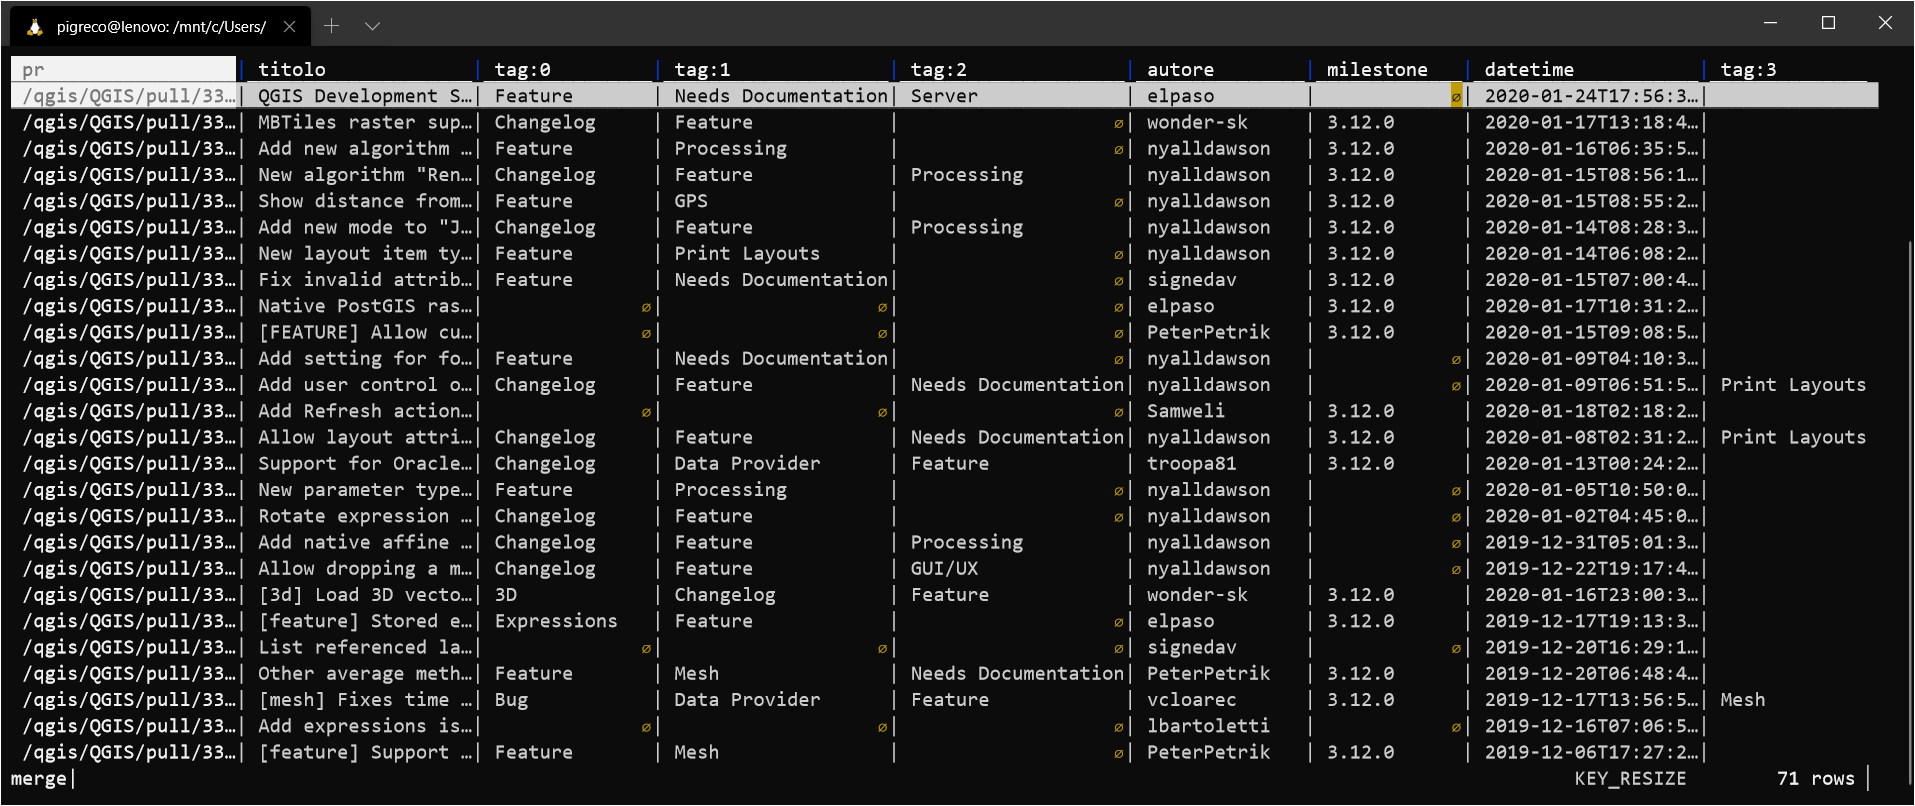 pigreco@lenovo: /mnt/c/Users/
pr | titolo | tag:0 | tag:1 | tag:2 | autore | milestone | datetime | tag:3
/qgis/QGIS/pull/33…| QGIS Development S…| Feature | Needs Documentation| Server | elpaso | ∅| 2020-01-24T17:56:3…|
/qgis/QGIS/pull/33…| MBTiles raster sup…| Changelog | Feature | ∅| wonder-sk | 3.12.0 | 2020-01-17T13:18:4…|
/qgis/QGIS/pull/33…| Add new algorithm …| Feature | Processing | ∅| nyalldawson | 3.12.0 | 2020-01-16T06:35:5…|
/qgis/QGIS/pull/33…| New algorithm "Ren…| Changelog | Feature | Processing | nyalldawson | 3.12.0 | 2020-01-15T08:56:1…|
/qgis/QGIS/pull/33…| Show distance from…| Feature | GPS | ∅| nyalldawson | 3.12.0 | 2020-01-15T08:55:2…|
/qgis/QGIS/pull/33…| Add new mode to "J…| Changelog | Feature | Processing | nyalldawson | 3.12.0 | 2020-01-14T08:28:3…|
/qgis/QGIS/pull/33…| New layout item ty…| Feature | Print Layouts | ∅| nyalldawson | 3.12.0 | 2020-01-14T06:08:2…|
/qgis/QGIS/pull/33…| Fix invalid attrib…| Feature | Needs Documentation| ∅| signedav | 3.12.0 | 2020-01-15T07:00:4…|
/qgis/QGIS/pull/33…| Native PostGIS ras…| ∅| ∅| ∅| elpaso | 3.12.0 | 2020-01-17T10:31:2…|
/qgis/QGIS/pull/33…| [FEATURE] Allow cu…| ∅| ∅| ∅| PeterPetrik | 3.12.0 | 2020-01-15T09:08:5…|
/qgis/QGIS/pull/33…| Add setting for fo…| Feature | Needs Documentation| ∅| nyalldawson | ∅| 2020-01-09T04:10:3…|
/qgis/QGIS/pull/33…| Add user control o…| Changelog | Feature | Needs Documentation| nyalldawson | ∅| 2020-01-09T06:51:5…| Print Layouts
/qgis/QGIS/pull/33…| Add Refresh action…| ∅| ∅| ∅| Samweli | 3.12.0 | 2020-01-18T02:18:2…|
/qgis/QGIS/pull/33…| Allow layout attri…| Changelog | Feature | Needs Documentation| nyalldawson | 3.12.0 | 2020-01-08T02:31:2…| Print Layouts
/qgis/QGIS/pull/33…| Support for Oracle…| Changelog | Data Provider | Feature | troopa81 | 3.12.0 | 2020-01-13T00:24:2…|
/qgis/QGIS/pull/33…| New parameter type…| Feature | Processing | ∅| nyalldawson | ∅| 2020-01-05T10:50:0…|
/qgis/QGIS/pull/33…| Rotate expression …| Changelog | Feature | ∅| nyalldawson | ∅| 2020-01-02T04:45:0…|
/qgis/QGIS/pull/33…| Add native affine …| Changelog | Feature | Processing | nyalldawson | ∅| 2019-12-31T05:01:3…|
/qgis/QGIS/pull/33…| Allow dropping a m…| Changelog | Feature | GUI/UX | nyalldawson | ∅| 2019-12-22T19:17:4…|
/qgis/QGIS/pull/33…| [3d] Load 3D vecto…| 3D | Changelog | Feature | wonder-sk | 3.12.0 | 2020-01-16T23:00:3…|
/qgis/QGIS/pull/33…| [feature] Stored e…| Expressions | Feature | ∅| elpaso | 3.12.0 | 2019-12-17T19:13:3…|
/qgis/QGIS/pull/33…| List referenced la…| ∅| ∅| ∅| signedav | ∅| 2019-12-20T16:29:1…|
/qgis/QGIS/pull/33…| Other average meth…| Feature | Mesh | Needs Documentation| PeterPetrik | 3.12.0 | 2019-12-20T06:48:4…|
/qgis/QGIS/pull/33…| [mesh] Fixes time …| Bug | Data Provider | Feature | vcloarec | 3.12.0 | 2019-12-17T13:56:5…| Mesh
/qgis/QGIS/pull/33…| Add expressions is…| ∅| ∅| ∅| lbartoletti | ∅| 2019-12-16T07:06:5…|
/qgis/QGIS/pull/33…| [feature] Support …| Feature | Mesh | ∅| PeterPetrik | 3.12.0 | 2019-12-06T17:27:2…|
merge| KEY_RESIZE 71 rows |